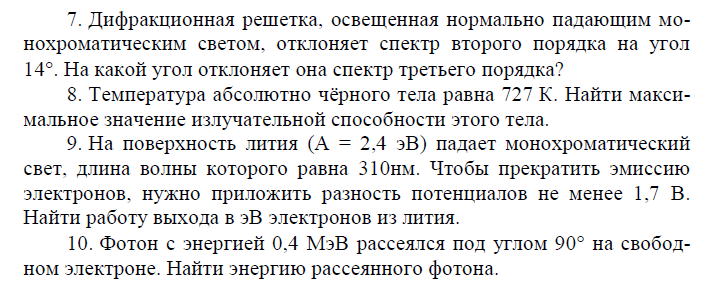 7. Дифракционная решетка, освещенная нормально падающим мо-
нохроматическим светом, отклоняет спектр второго порядка на угол
14°. На какой угол отклоняет она спектр третьего порядка?
8. Температура абсолютно чёрного тела равна 727 К. Найти макси-
мальное значение излучательной способности этого тела.
9. На поверхность лития (А = 2,4 эВ) падает монохроматический
свет, длина волны которого равна 310нм. Чтобы прекратить эмиссию
электронов, нужно приложить разность потенциалов не менее 1,7 В.
Найти работу выхода в эВ электронов из лития.
10. Фотон с энергией 0,4 МэВ рассеялся под углом 90° на свобод-
ном электроне. Найти энергию рассеянного фотона.